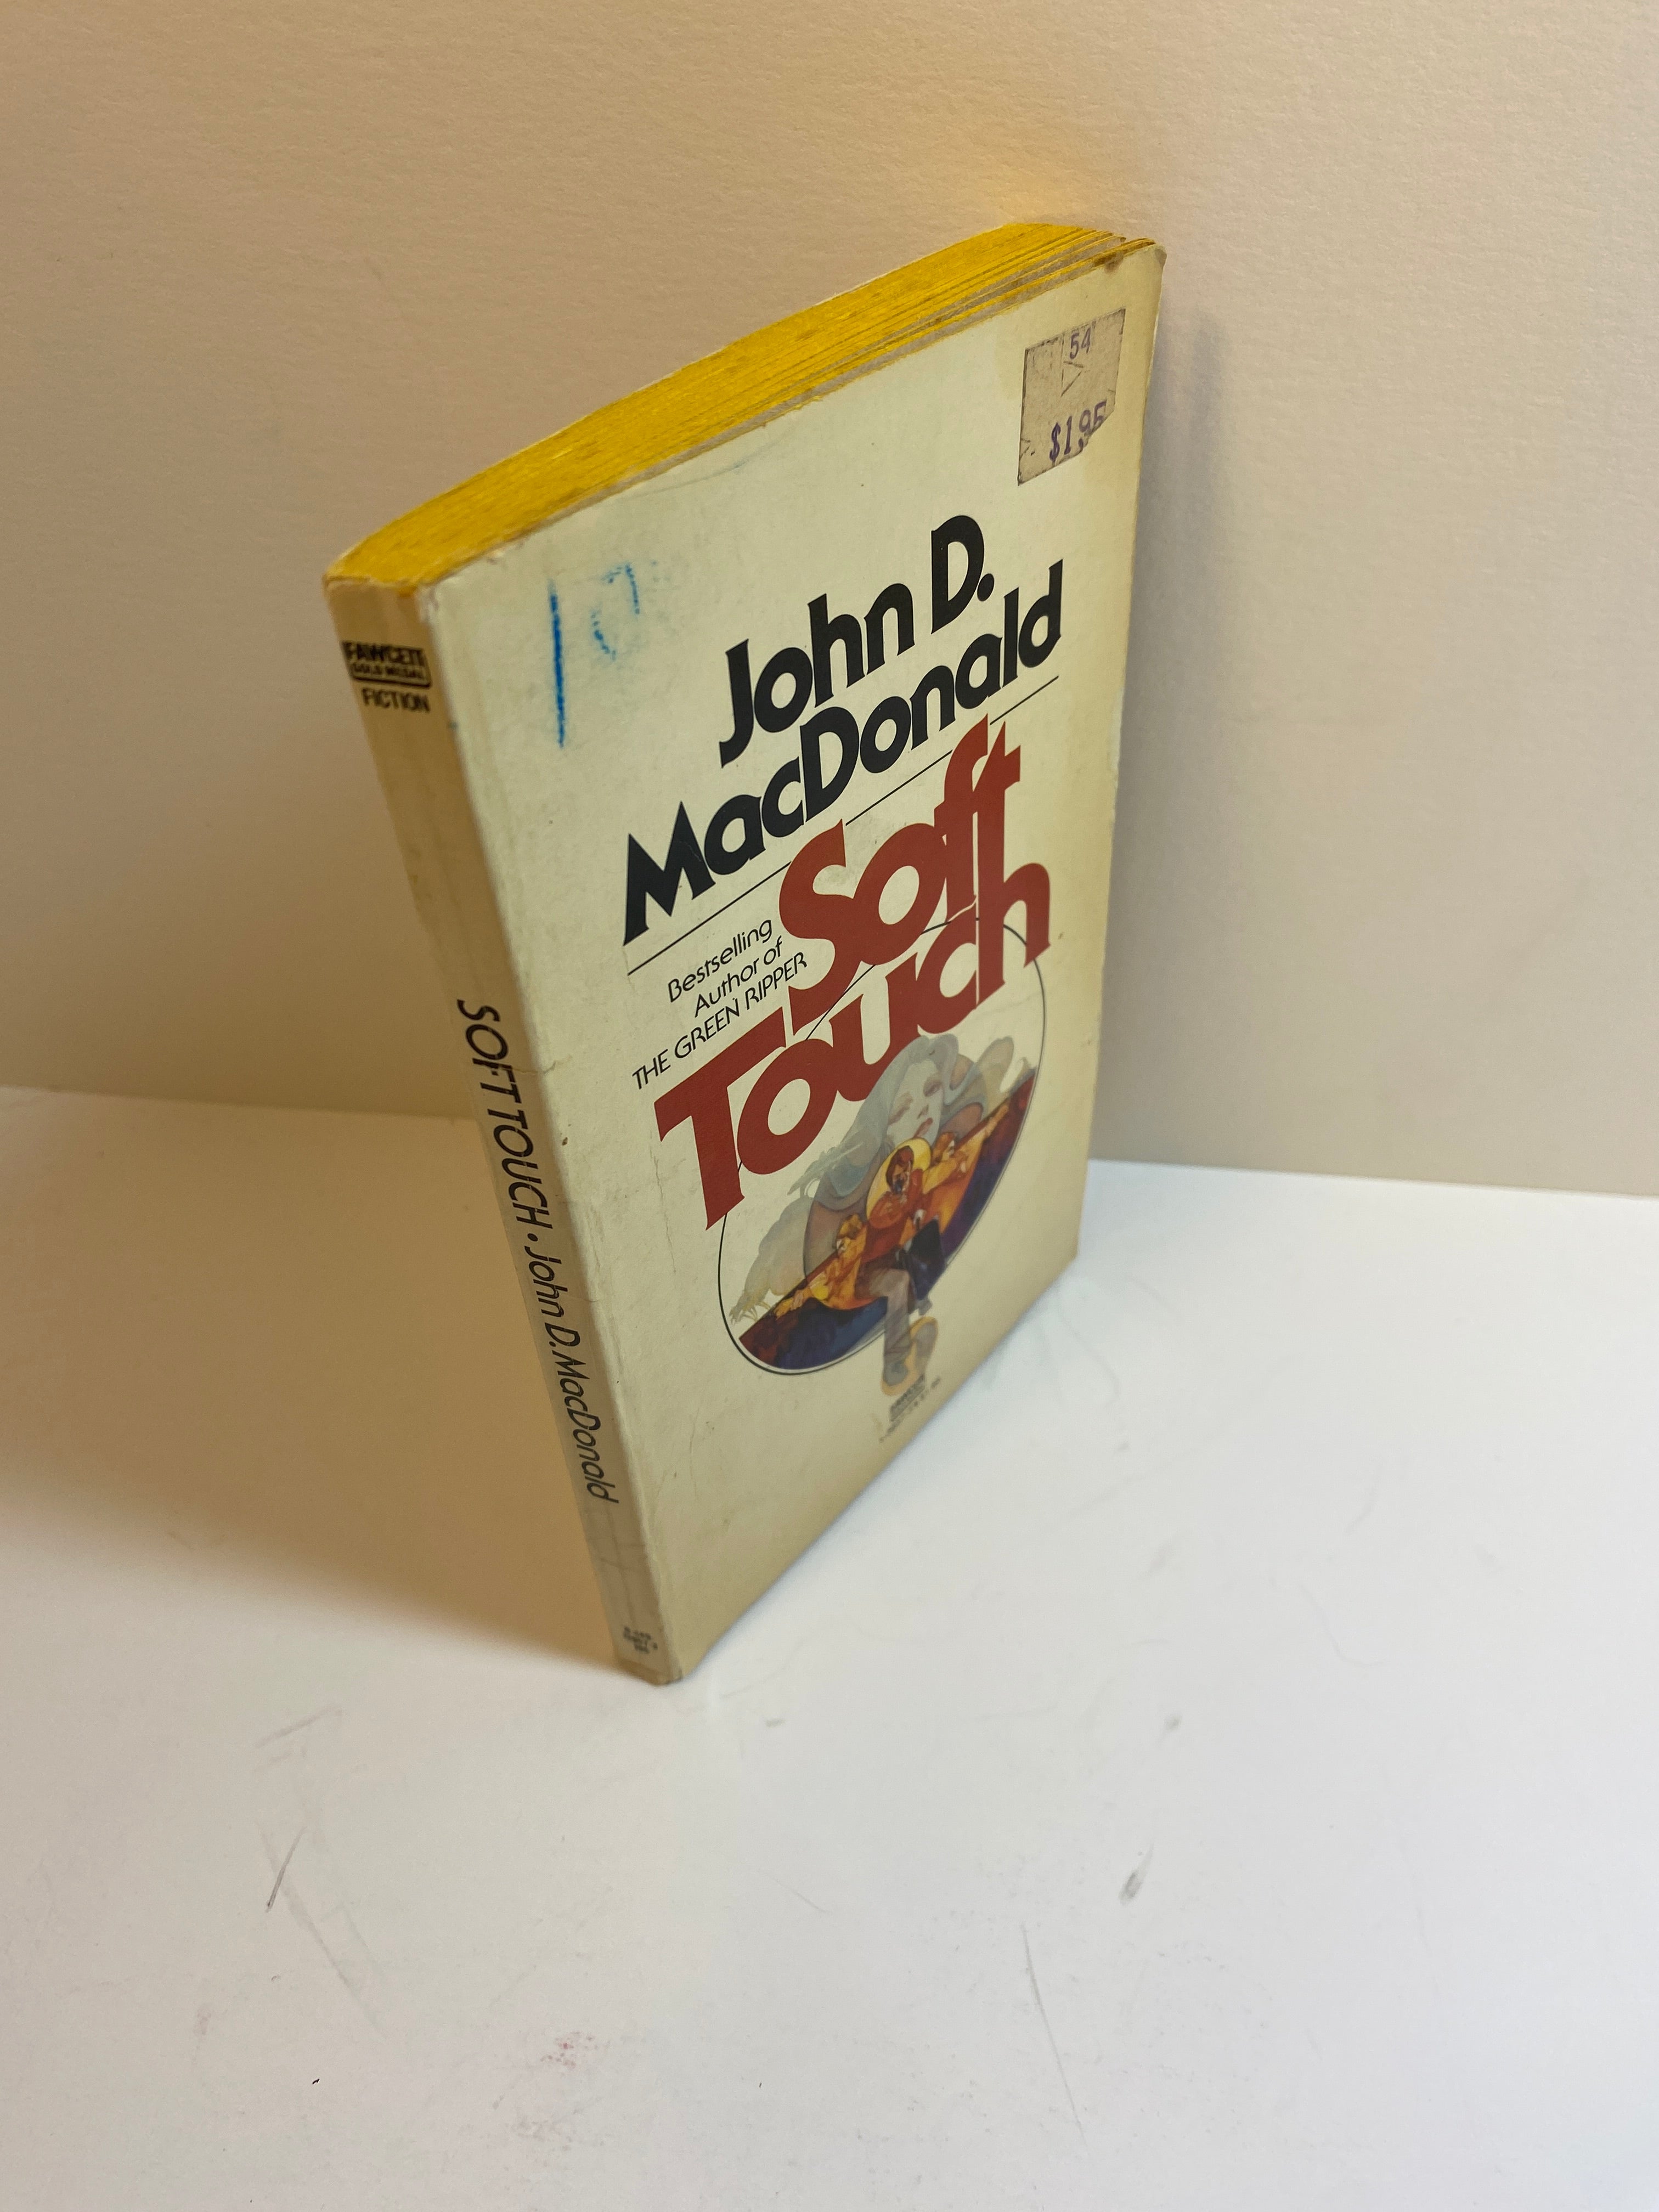 54
$1.95
10
John D.
MacDonald
Bestselling
Author of
THE GREEN RIPPER
Soft
Touch
FAWCETT
GOLD MEDAL
FICTION
SOFT TOUCH • John D. MacDonald